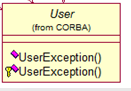 User
(from CORBA)
UserException()
UserException()